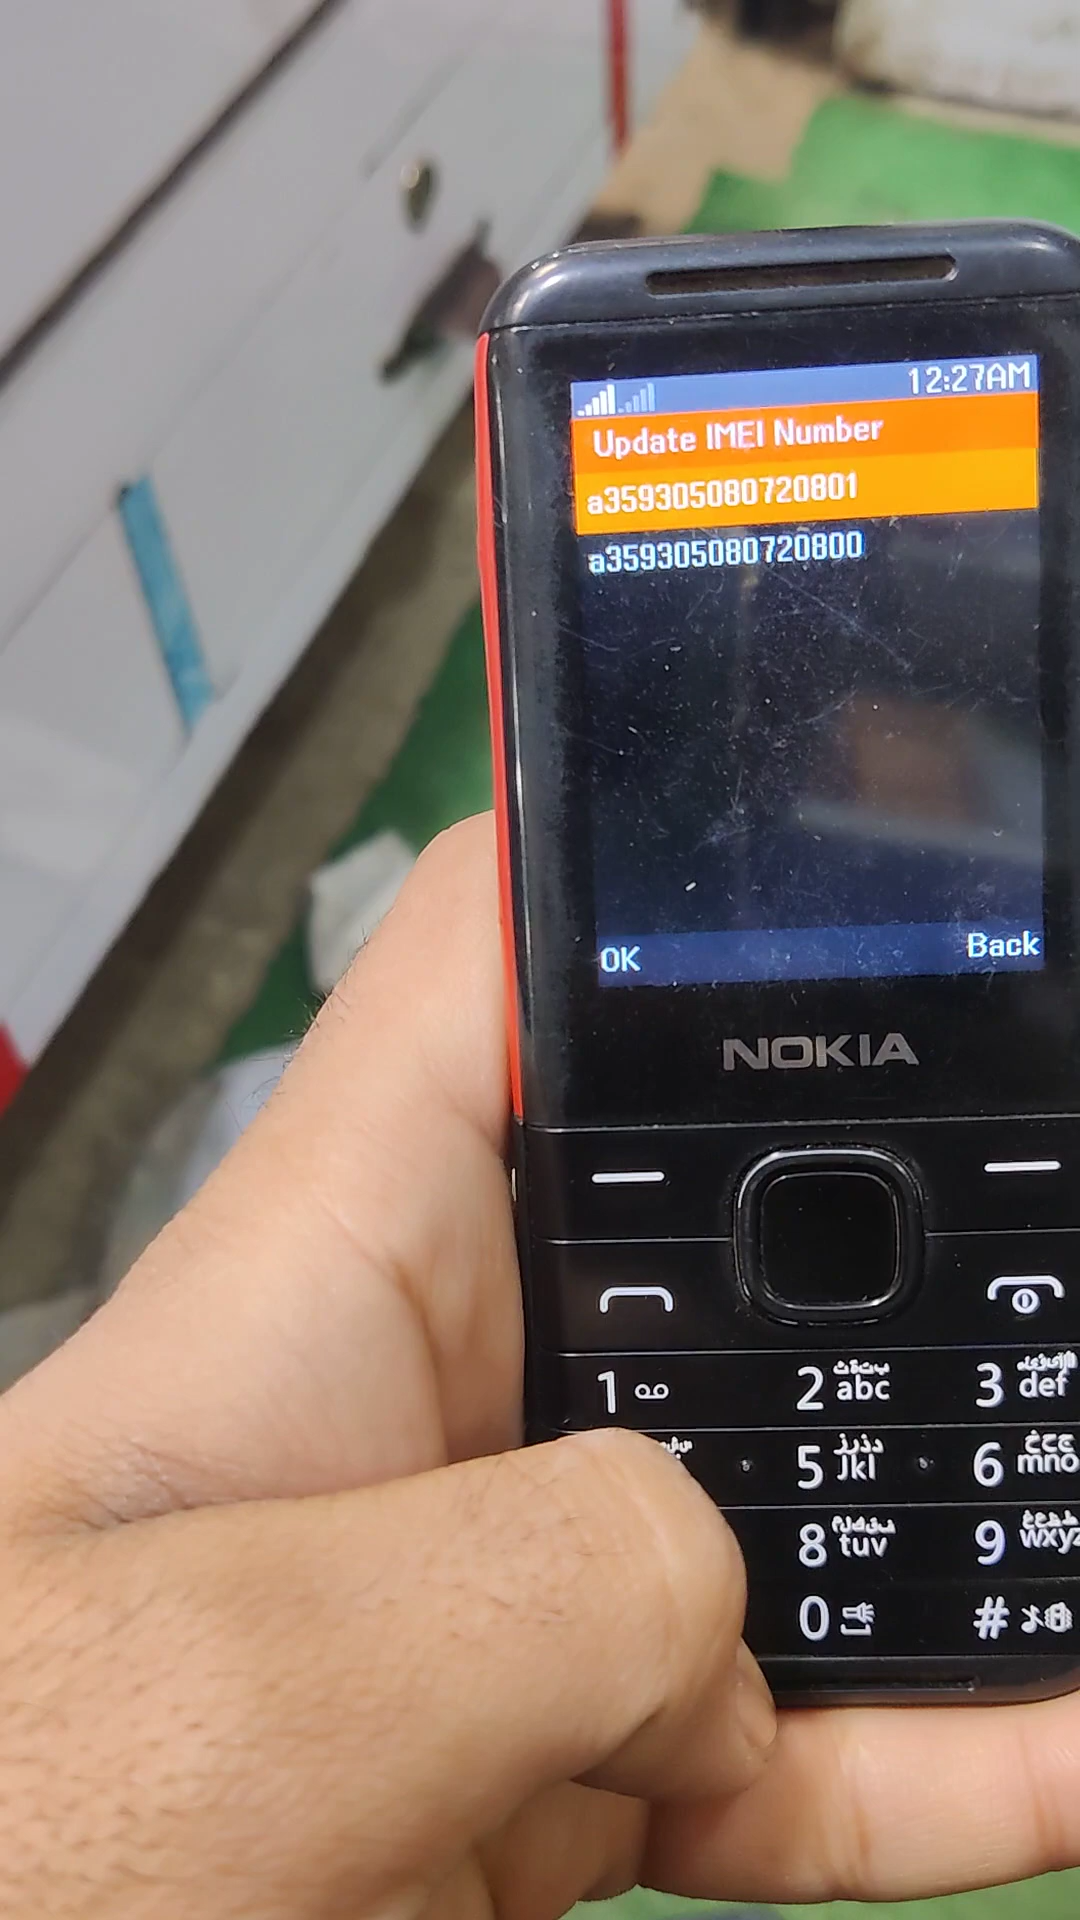 12:27AM
Update IMEI Number
a359305080720801
a359305080720800
OK Back
NOKIA
1
2 abc ب ت ة ث
3 def
5 jkl د ذ ر ز
6 mno ج ح خ
8 tuv ف ق ك ل م
9 wxyz ط ظ ع غ
0 #